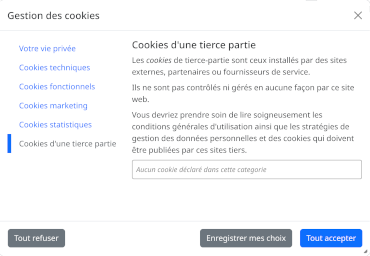 Gestion des cookies
Votre vie privée
Cookies techniques
Cookies fonctionnels
Cookies marketing
Cookies statistiques
Cookies d'une tierce partie
Cookies d'une tierce partie
Les cookies de tierce-partie sont ceux installés par des sites
externes, partenaires ou fournisseurs de service.
Ils ne sont pas contrôlés ni gérés en aucune façon par ce site
web.
Vous devriez prendre soin de lire soigneusement les
conditions générales d'utilisation ainsi que les stratégies de
gestion des données personnelles et des cookies qui doivent
être publiées par ces sites tiers.
Aucun cookie déclaré dans cette categorie
Tout refuser
Enregistrer mes choix
Tout accepter